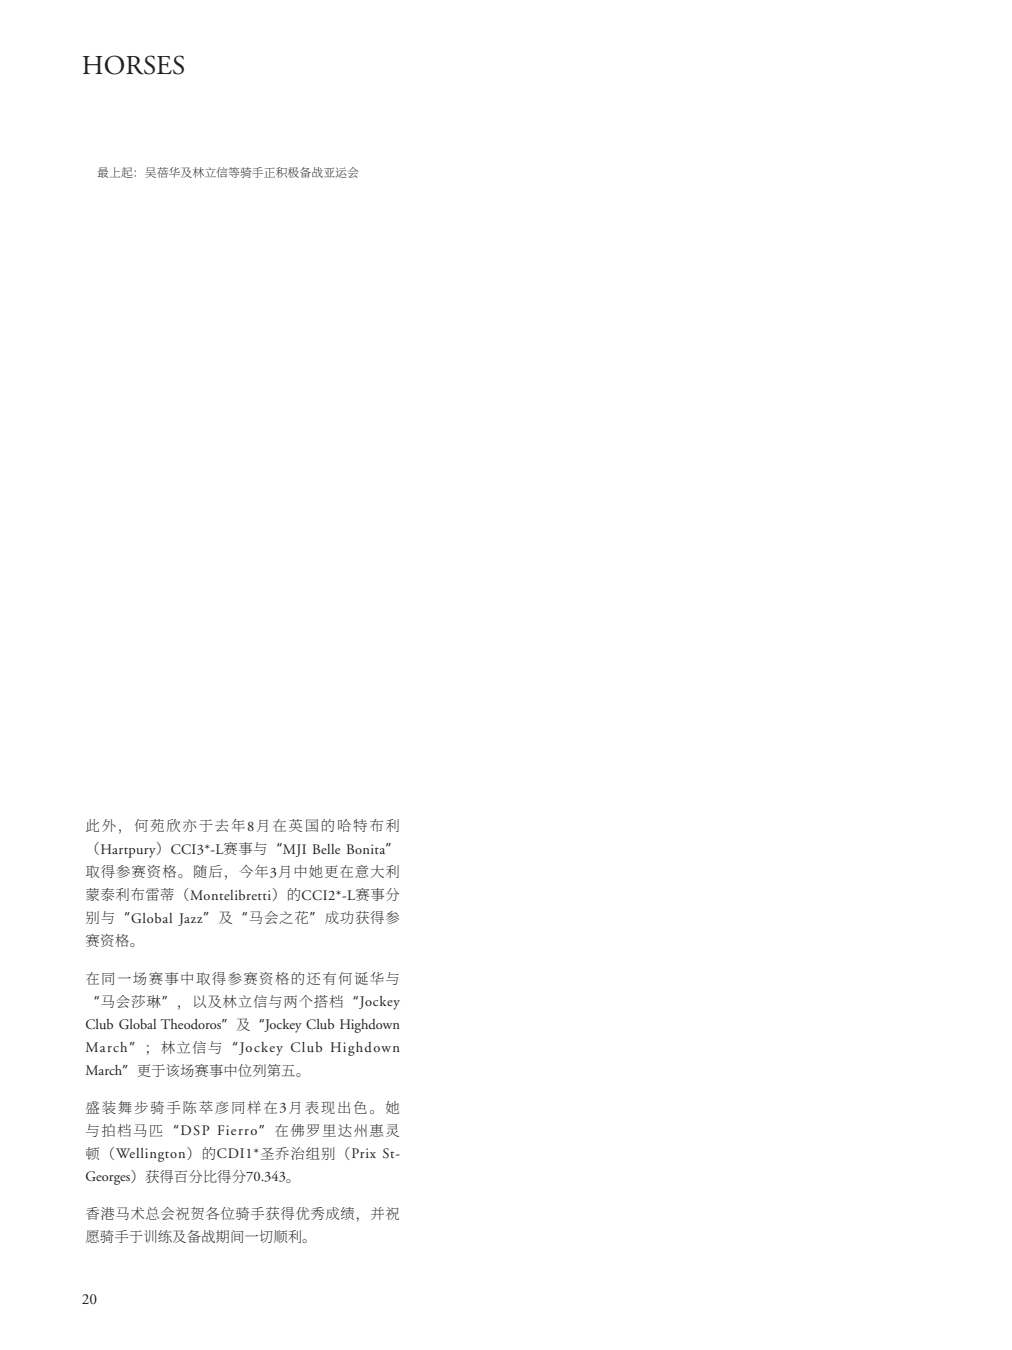 HORSES
最上起：吴蓓华及林立信等骑手正积极备战亚运会
此外，何苑欣亦于去年8月在英国的哈特布利
（Hartpury）CCI3*-L赛事与“MJI Belle Bonita”
取得参赛资格。随后，今年3月中她更在意大利
蒙泰利布雷蒂（Montelibretti）的CCI2*-L赛事分
别与“Global Jazz”及“马会之花”成功获得参
赛资格。
在同一场赛事中取得参赛资格的还有何诞华与
“马会莎琳”，以及林立信与两个搭档“Jockey
Club Global Theodoros”及“Jockey Club Highdown
March”；林立信与“Jockey Club Highdown
March”更于该场赛事中位列第五。
盛装舞步骑手陈萃彦同样在3月表现出色。她
与拍档马匹“DSP Fierro”在佛罗里达州惠灵
顿（Wellington）的CDI1*圣乔治组别（Prix St-
Georges）获得百分比得分70.343。
香港马术总会祝贺各位骑手获得优秀成绩，并祝
愿骑手于训练及备战期间一切顺利。
20